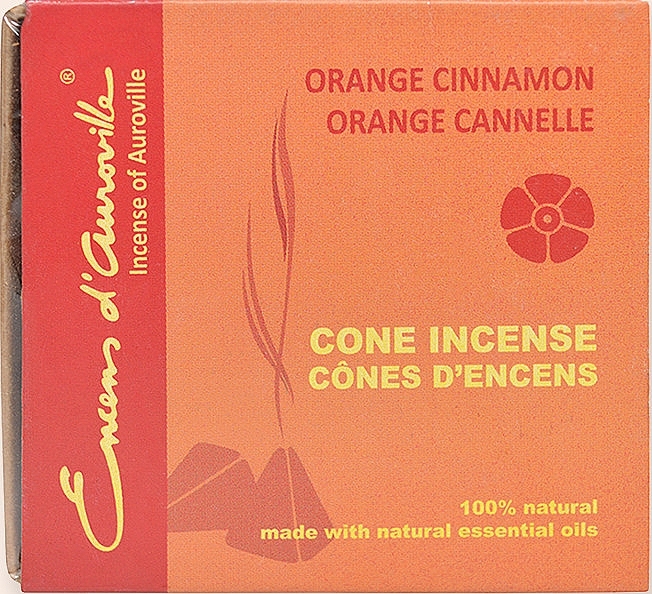 Encens d'Auroville®
Incense of Auroville
ORANGE CINNAMON
ORANGE CANNELLE
CONE INCENSE
CÔNES D'ENCENS
100% natural
made with natural essential oils